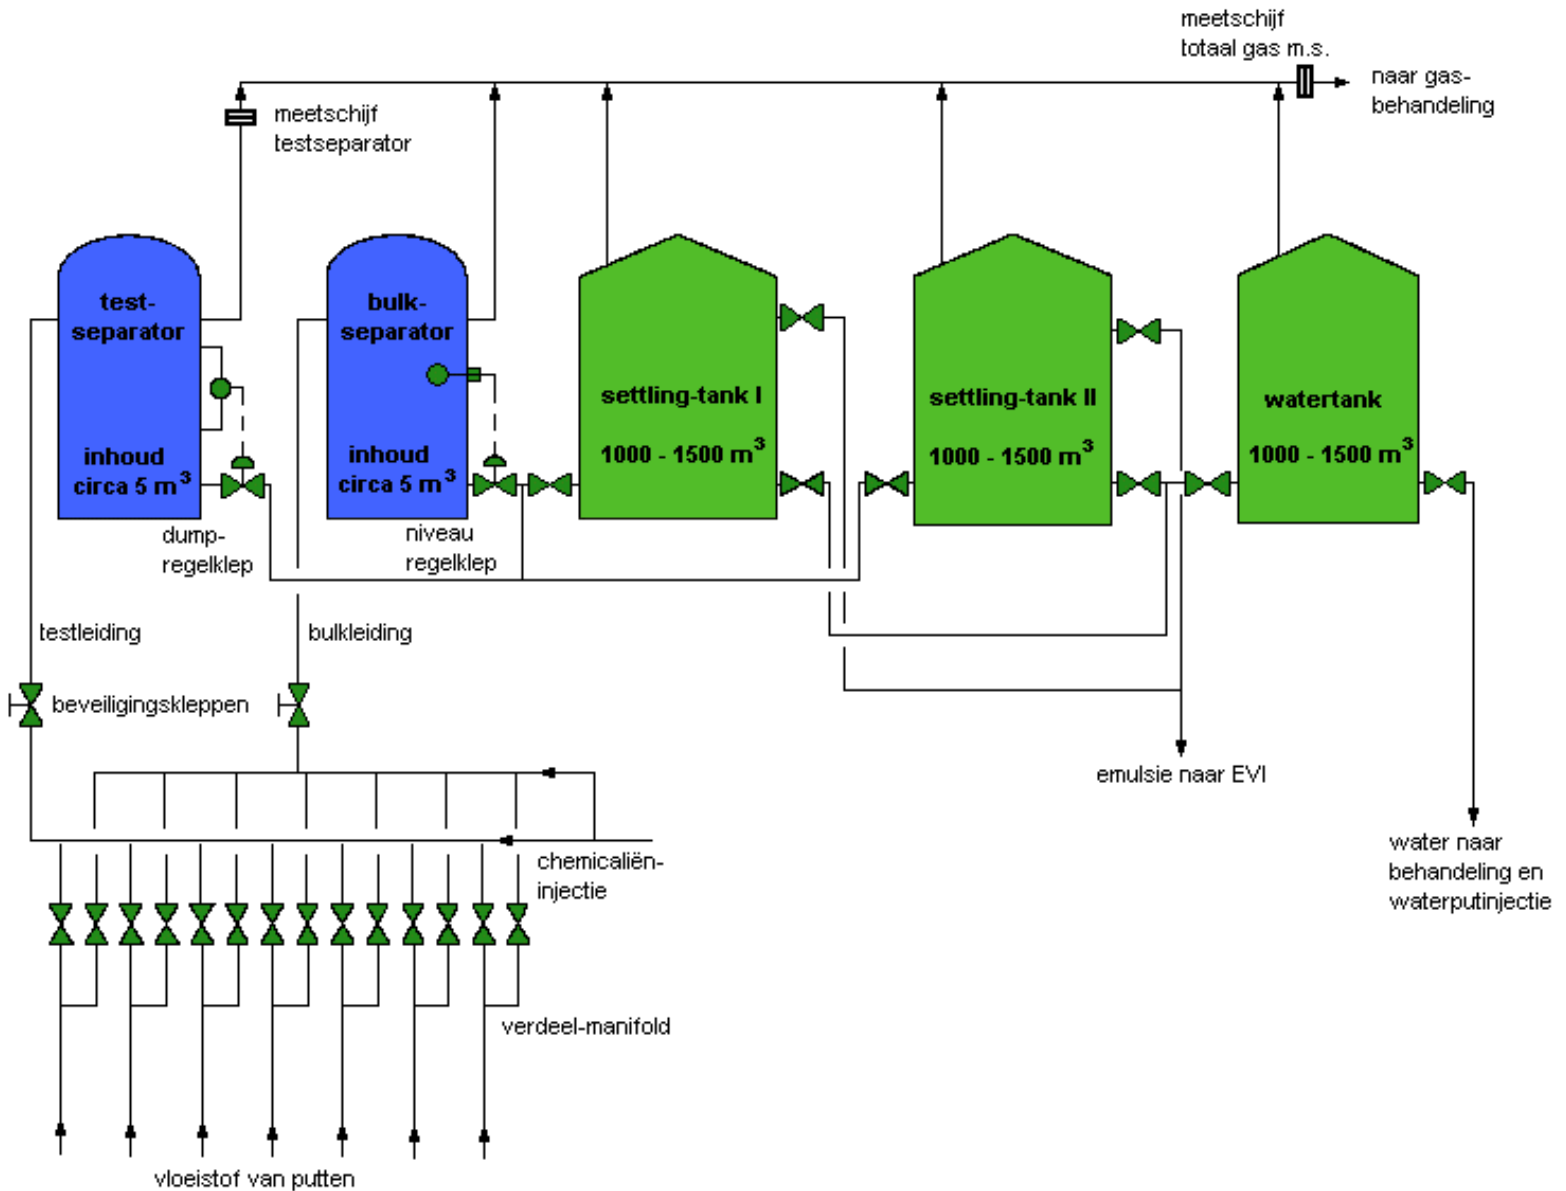 meetschijf
totaal gas m.s.
naar gas-
behandeling
meetschijf
testseparator
test-
separator
inhoud
circa 5 m³
bulk-
separator
inhoud
circa 5 m³
settling-tank I
1000 - 1500 m³
settling-tank II
1000 - 1500 m³
watertank
1000 - 1500 m³
dump-
regelklep
niveau
regelklep
testleiding
bulkleiding
beveiligingskleppen
emulsie naar EVI
water naar
behandeling en
waterputinjectie
chemicaliën-
injectie
verdeel-manifold
vloeistof van putten